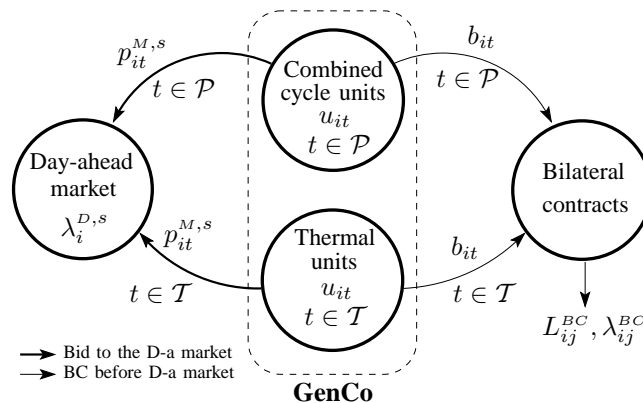 p_{it}^{M,s}
t ∈ P
Combined
cycle units
u_{it}
t ∈ P
b_{it}
t ∈ P
Day-ahead
market
λ_i^{D,s}
Bilateral
contracts
p_{it}^{M,s}
t ∈ T
Thermal
units
u_{it}
t ∈ T
b_{it}
t ∈ T
L_{ij}^{BC}, λ_{ij}^{BC}
Bid to the D-a market
BC before D-a market
GenCo